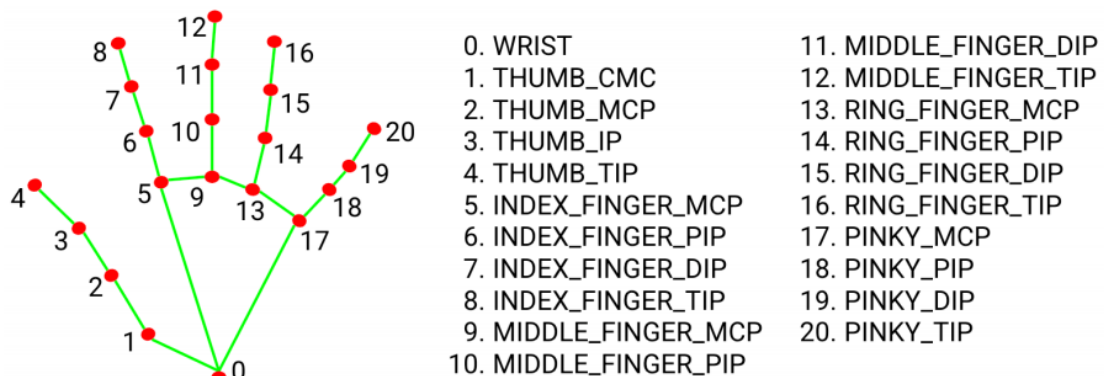 12
8
16
11
7
15
10
20
6
14
19
4
5
9
18
13
3
17
2
1
0
0. WRIST
1. THUMB_CMC
2. THUMB_MCP
3. THUMB_IP
4. THUMB_TIP
5. INDEX_FINGER_MCP
6. INDEX_FINGER_PIP
7. INDEX_FINGER_DIP
8. INDEX_FINGER_TIP
9. MIDDLE_FINGER_MCP
10. MIDDLE_FINGER_PIP
11. MIDDLE_FINGER_DIP
12. MIDDLE_FINGER_TIP
13. RING_FINGER_MCP
14. RING_FINGER_PIP
15. RING_FINGER_DIP
16. RING_FINGER_TIP
17. PINKY_MCP
18. PINKY_PIP
19. PINKY_DIP
20. PINKY_TIP